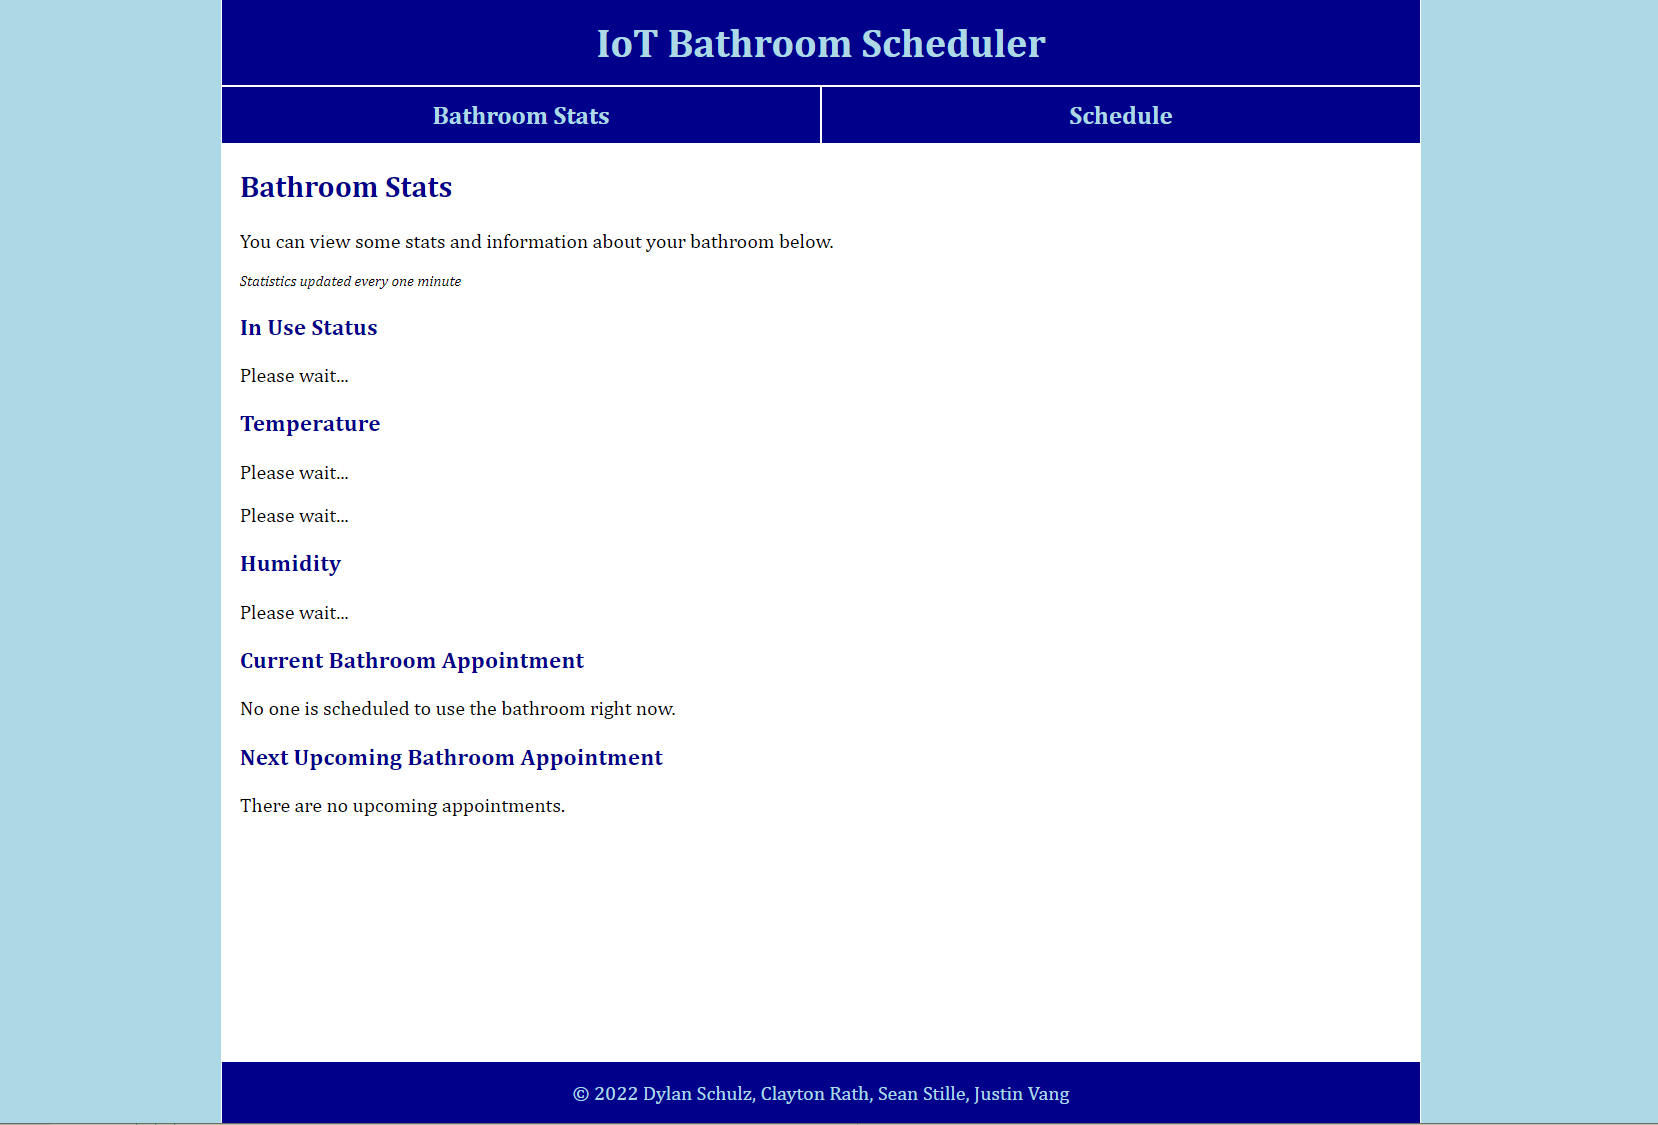 IoT Bathroom Scheduler
Bathroom Stats
Schedule
Bathroom Stats
You can view some stats and information about your bathroom below.
Statistics updated every one minute
In Use Status
Please wait...
Temperature
Please wait...
Please wait...
Humidity
Please wait...
Current Bathroom Appointment
No one is scheduled to use the bathroom right now.
Next Upcoming Bathroom Appointment
There are no upcoming appointments.
© 2022 Dylan Schulz, Clayton Rath, Sean Stille, Justin Vang